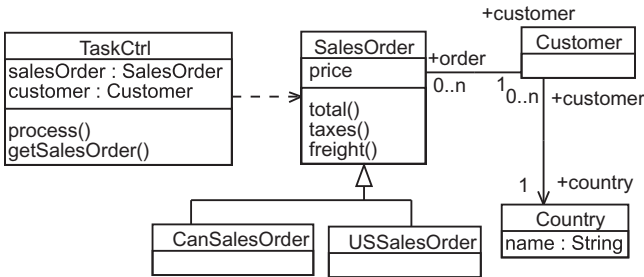 +customer
TaskCtrl
salesOrder : SalesOrder
customer : Customer
process()
getSalesOrder()
SalesOrder
price
total()
taxes()
freight()
+order
0..n
1
Customer
0..n
+customer
1
+country
Country
name : String
CanSalesOrder
USSalesOrder